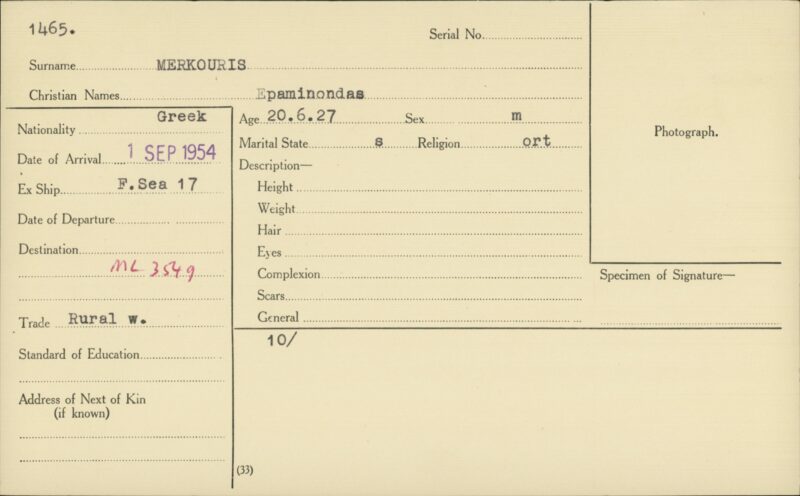 1465.
Serial No.
Surname MERKOURIS
Christian Names Epaminondas
Nationality Greek
Date of Arrival 1 SEP 1954
Ex Ship F.Sea 17
Date of Departure
Destination
ML 3549
Trade Rural w.
Standard of Education
Address of Next of Kin
(if known)
Age 20.6.27 Sex m
Marital State s Religion ort
Description—
Height
Weight
Hair
Eyes
Complexion
Scars
General
10/
(33)
Photograph.
Specimen of Signature—